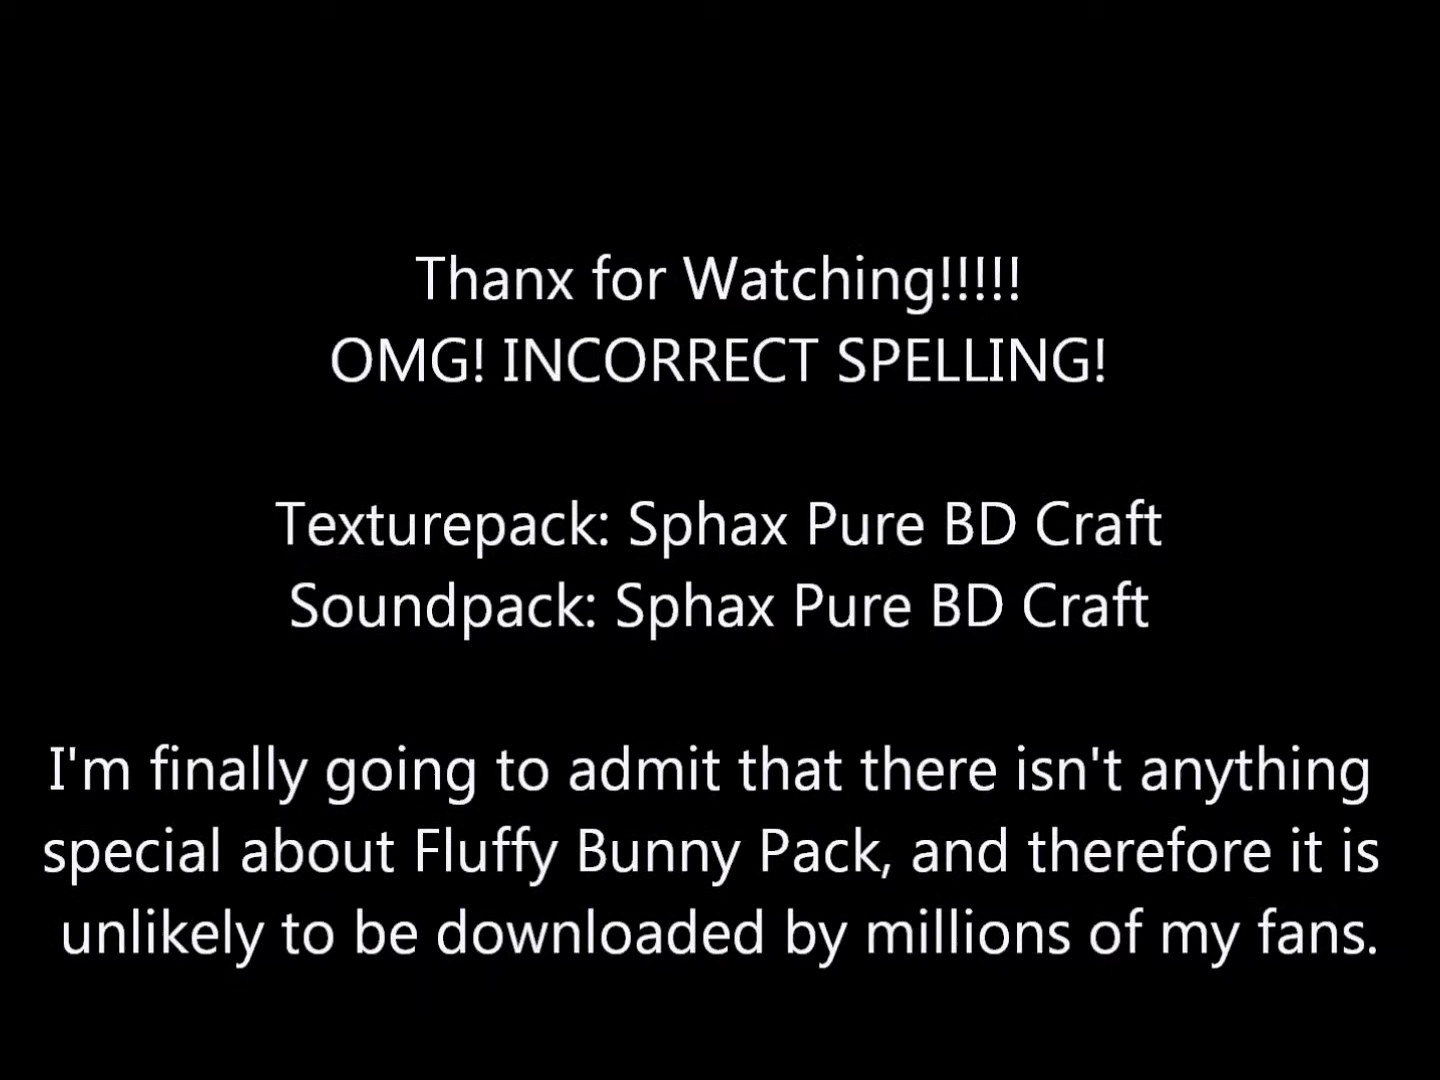 Thanx for Watching!!!!!
OMG! INCORRECT SPELLING!
Texturepack: Sphax Pure BD Craft
Soundpack: Sphax Pure BD Craft
I'm finally going to admit that there isn't anything
special about Fluffy Bunny Pack, and therefore it is
unlikely to be downloaded by millions of my fans.